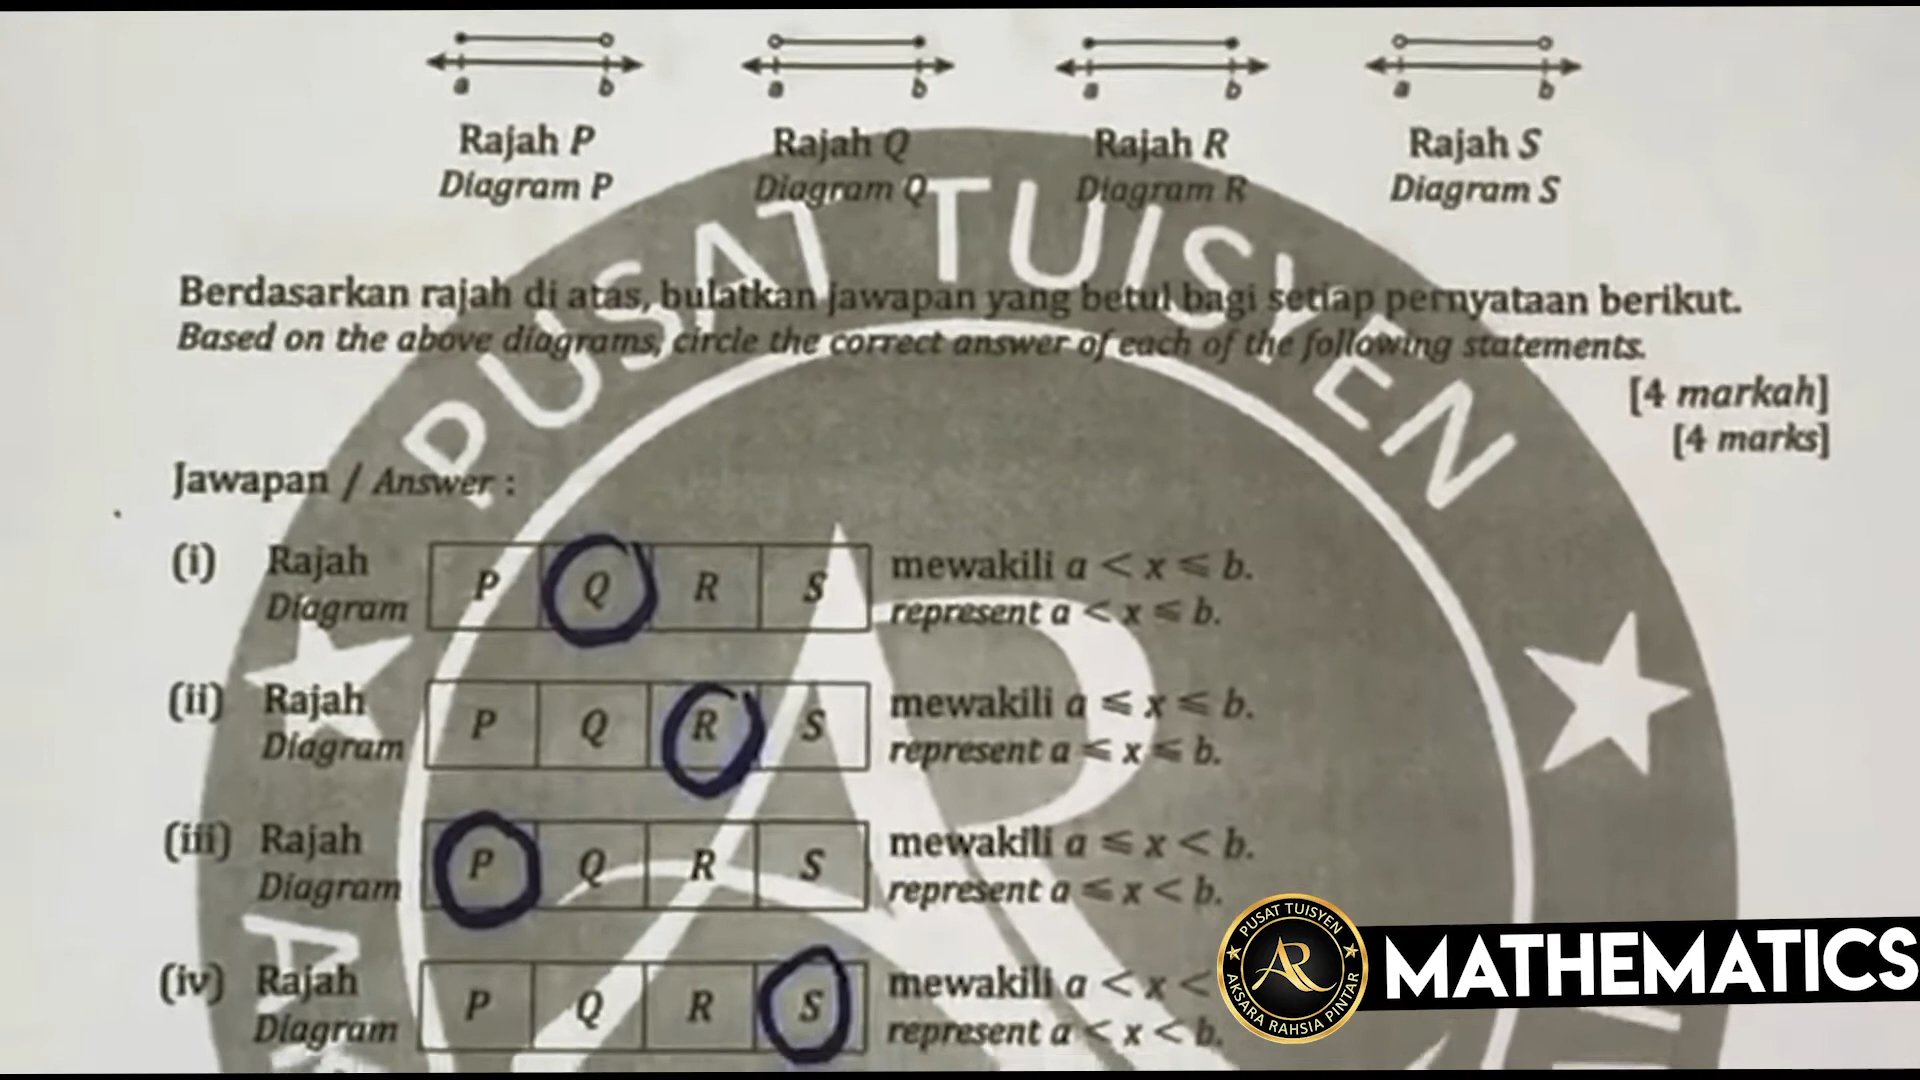 a b a b a b a b
Rajah P Rajah Q Rajah R Rajah S
Diagram P Diagram Q Diagram R Diagram S
PUSAT TUISYEN
Berdasarkan rajah di atas, bulatkan jawapan yang betul bagi setiap pernyataan berikut.
Based on the above diagrams, circle the correct answer of each of the following statements.
[4 markah]
[4 marks]
Jawapan / Answer :
(i) Rajah P Q R S mewakili a < x ⩽ b.
Diagram represent a < x ⩽ b.
(ii) Rajah P Q R S mewakili a ⩽ x ⩽ b.
Diagram represent a ⩽ x ⩽ b.
(iii) Rajah P Q R S mewakili a ⩽ x < b.
Diagram represent a ⩽ x < b.
(iv) Rajah P Q R S mewakili a < x <
Diagram represent a < x < b.
AR
PUSAT TUISYEN
AR
AKSARA RAHSIA PINTAR
MATHEMATICS